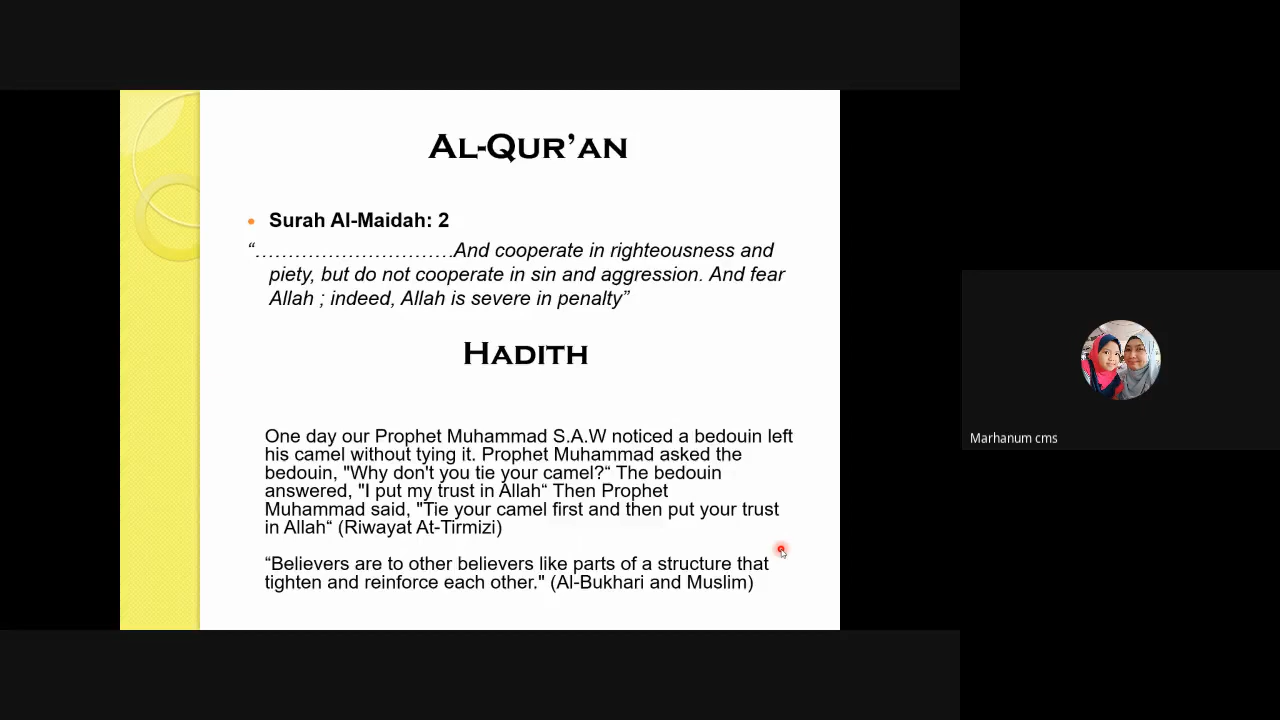 AL-QUR’AN
• Surah Al-Maidah: 2
“…………………………And cooperate in righteousness and
piety, but do not cooperate in sin and aggression. And fear
Allah ; indeed, Allah is severe in penalty”
HADITH
One day our Prophet Muhammad S.A.W noticed a bedouin left
his camel without tying it. Prophet Muhammad asked the
bedouin, "Why don't you tie your camel?“ The bedouin
answered, "I put my trust in Allah“ Then Prophet
Muhammad said, "Tie your camel first and then put your trust
in Allah“ (Riwayat At-Tirmizi)
“Believers are to other believers like parts of a structure that
tighten and reinforce each other." (Al-Bukhari and Muslim)
Marhanum cms